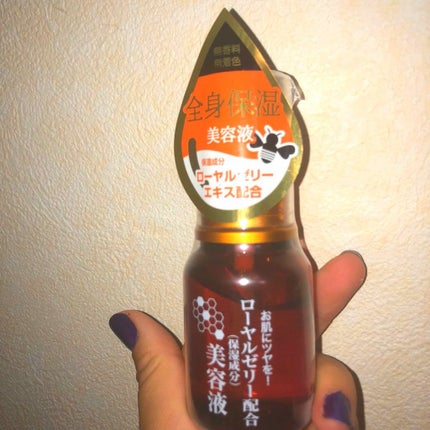 無香料
無着色
全身保湿
美容液
保湿成分
ローヤルゼリー
エキス配合
お肌にツヤを!
ローヤルゼリー配合
(保湿成分)
美容液